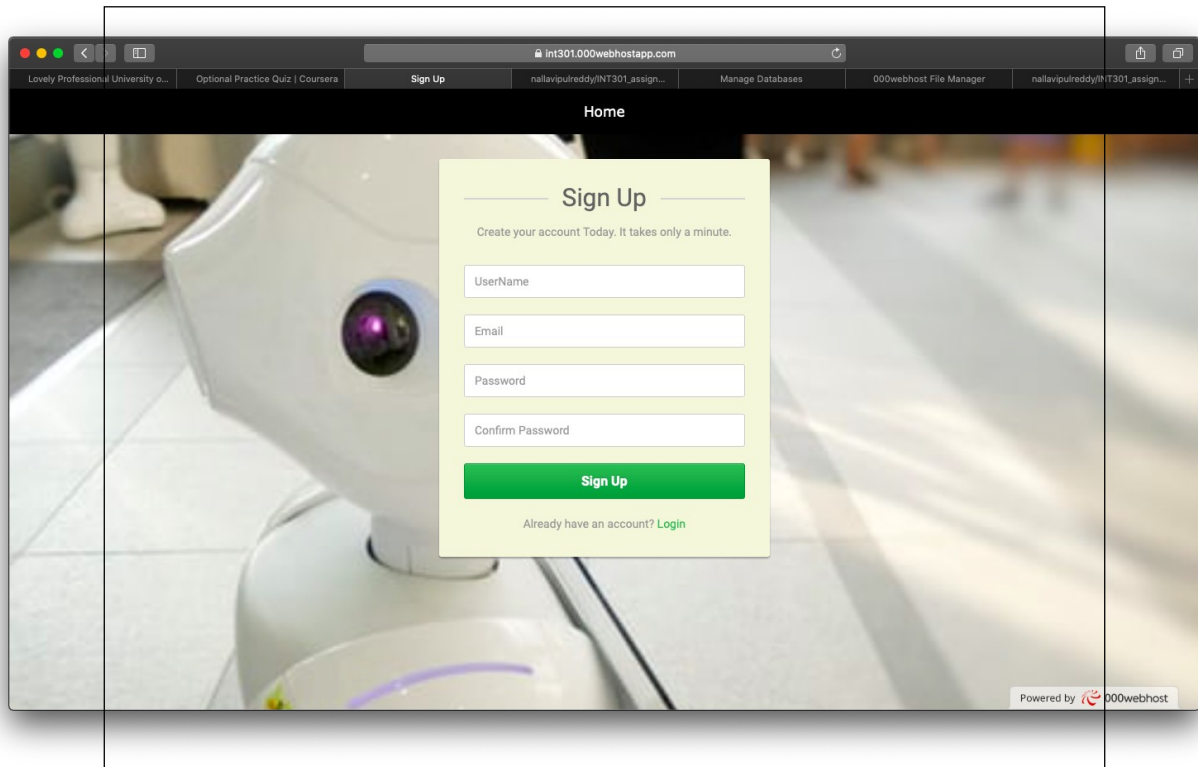 int301.000webhostapp.com
Lovely Professional University o... Optional Practice Quiz | Coursera Sign Up nallavipulreddy/INT301_assign... Manage Databases 000webhost File Manager nallavipulreddy/INT301_assign...
Home
Sign Up
Create your account Today. It takes only a minute.
UserName
Email
Password
Confirm Password
Sign Up
Already have an account? Login
Powered by 000webhost